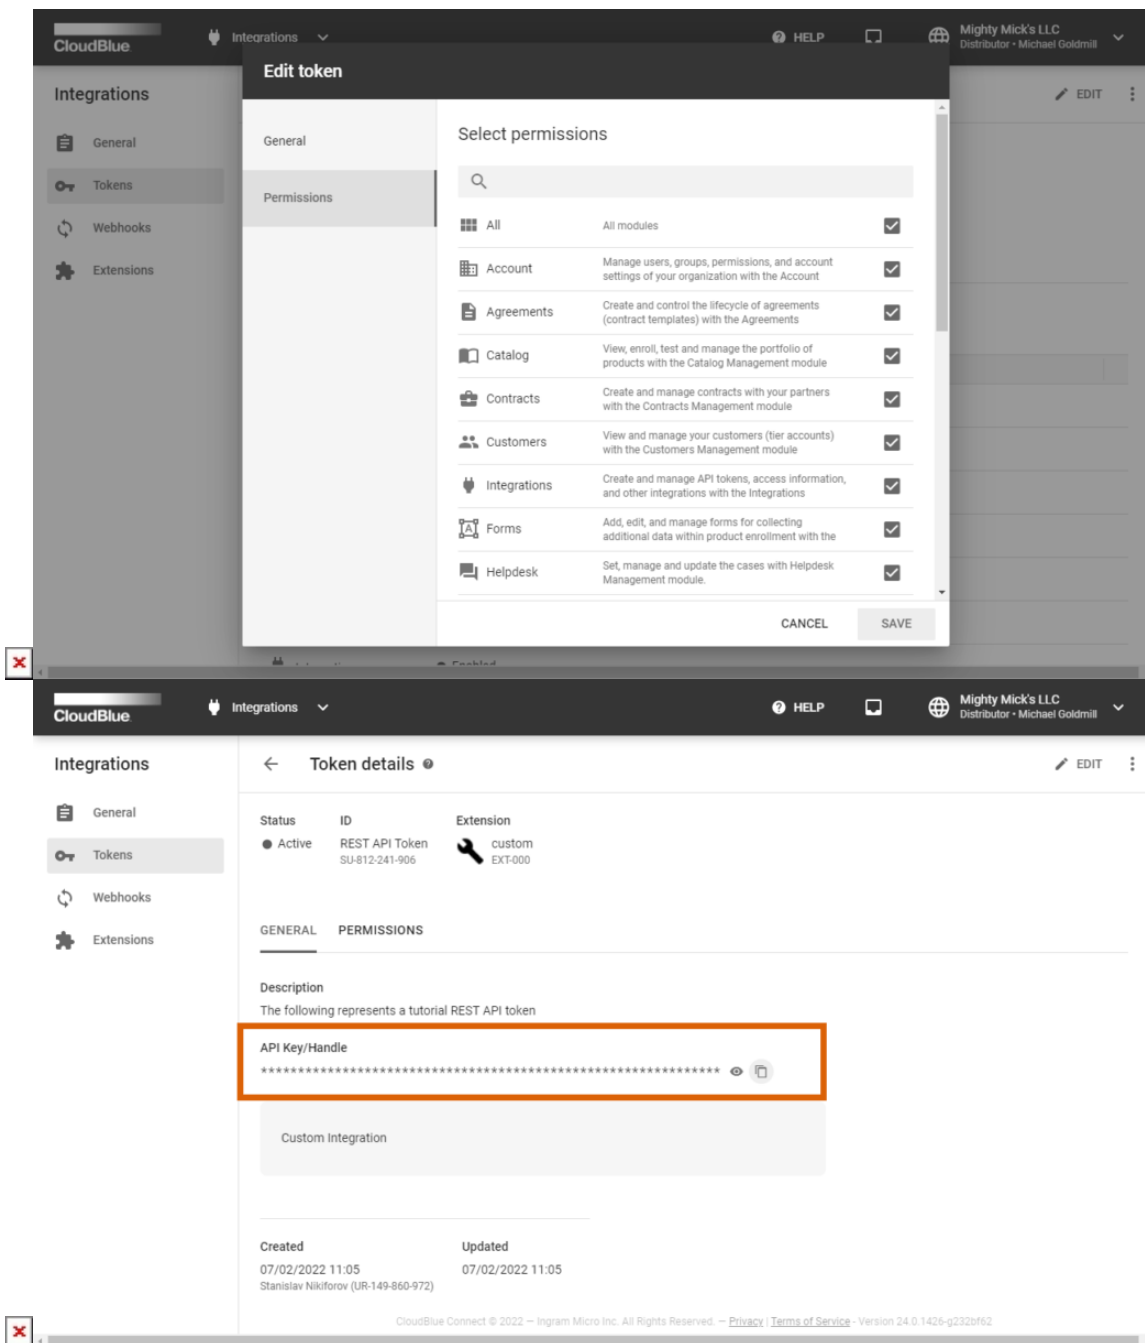 CloudBlue
Integrations
HELP
Mighty Mick's LLC
Distributor • Michael Goldmill
Integrations
General
Tokens
Webhooks
Extensions
EDIT
Edit token
General
Permissions
Select permissions
All
All modules
Account
Manage users, groups, permissions, and account
settings of your organization with the Account
Agreements
Create and control the lifecycle of agreements
(contract templates) with the Agreements
Catalog
View, enroll, test and manage the portfolio of
products with the Catalog Management module
Contracts
Create and manage contracts with your partners
with the Contracts Management module
Customers
View and manage your customers (tier accounts)
with the Customers Management module
Integrations
Create and manage API tokens, access information,
and other integrations with the Integrations
Forms
Add, edit, and manage forms for collecting
additional data within product enrollment with the
Helpdesk
Set, manage and update the cases with Helpdesk
Management module.
CANCEL
SAVE
Enabled
CloudBlue
Integrations
HELP
Mighty Mick's LLC
Distributor • Michael Goldmill
Integrations
General
Tokens
Webhooks
Extensions
Token details
EDIT
Status
ID
Extension
Active
REST API Token
custom
SU-812-241-906
EXT-000
GENERAL
PERMISSIONS
Description
The following represents a tutorial REST API token
API Key/Handle
**************************************************************
Custom Integration
Created
Updated
07/02/2022 11:05
07/02/2022 11:05
Stanislav Nikiforov (UR-149-860-972)
CloudBlue Connect © 2022 — Ingram Micro Inc. All Rights Reserved. — Privacy | Terms of Service - Version 24.0.1426-g232bf62